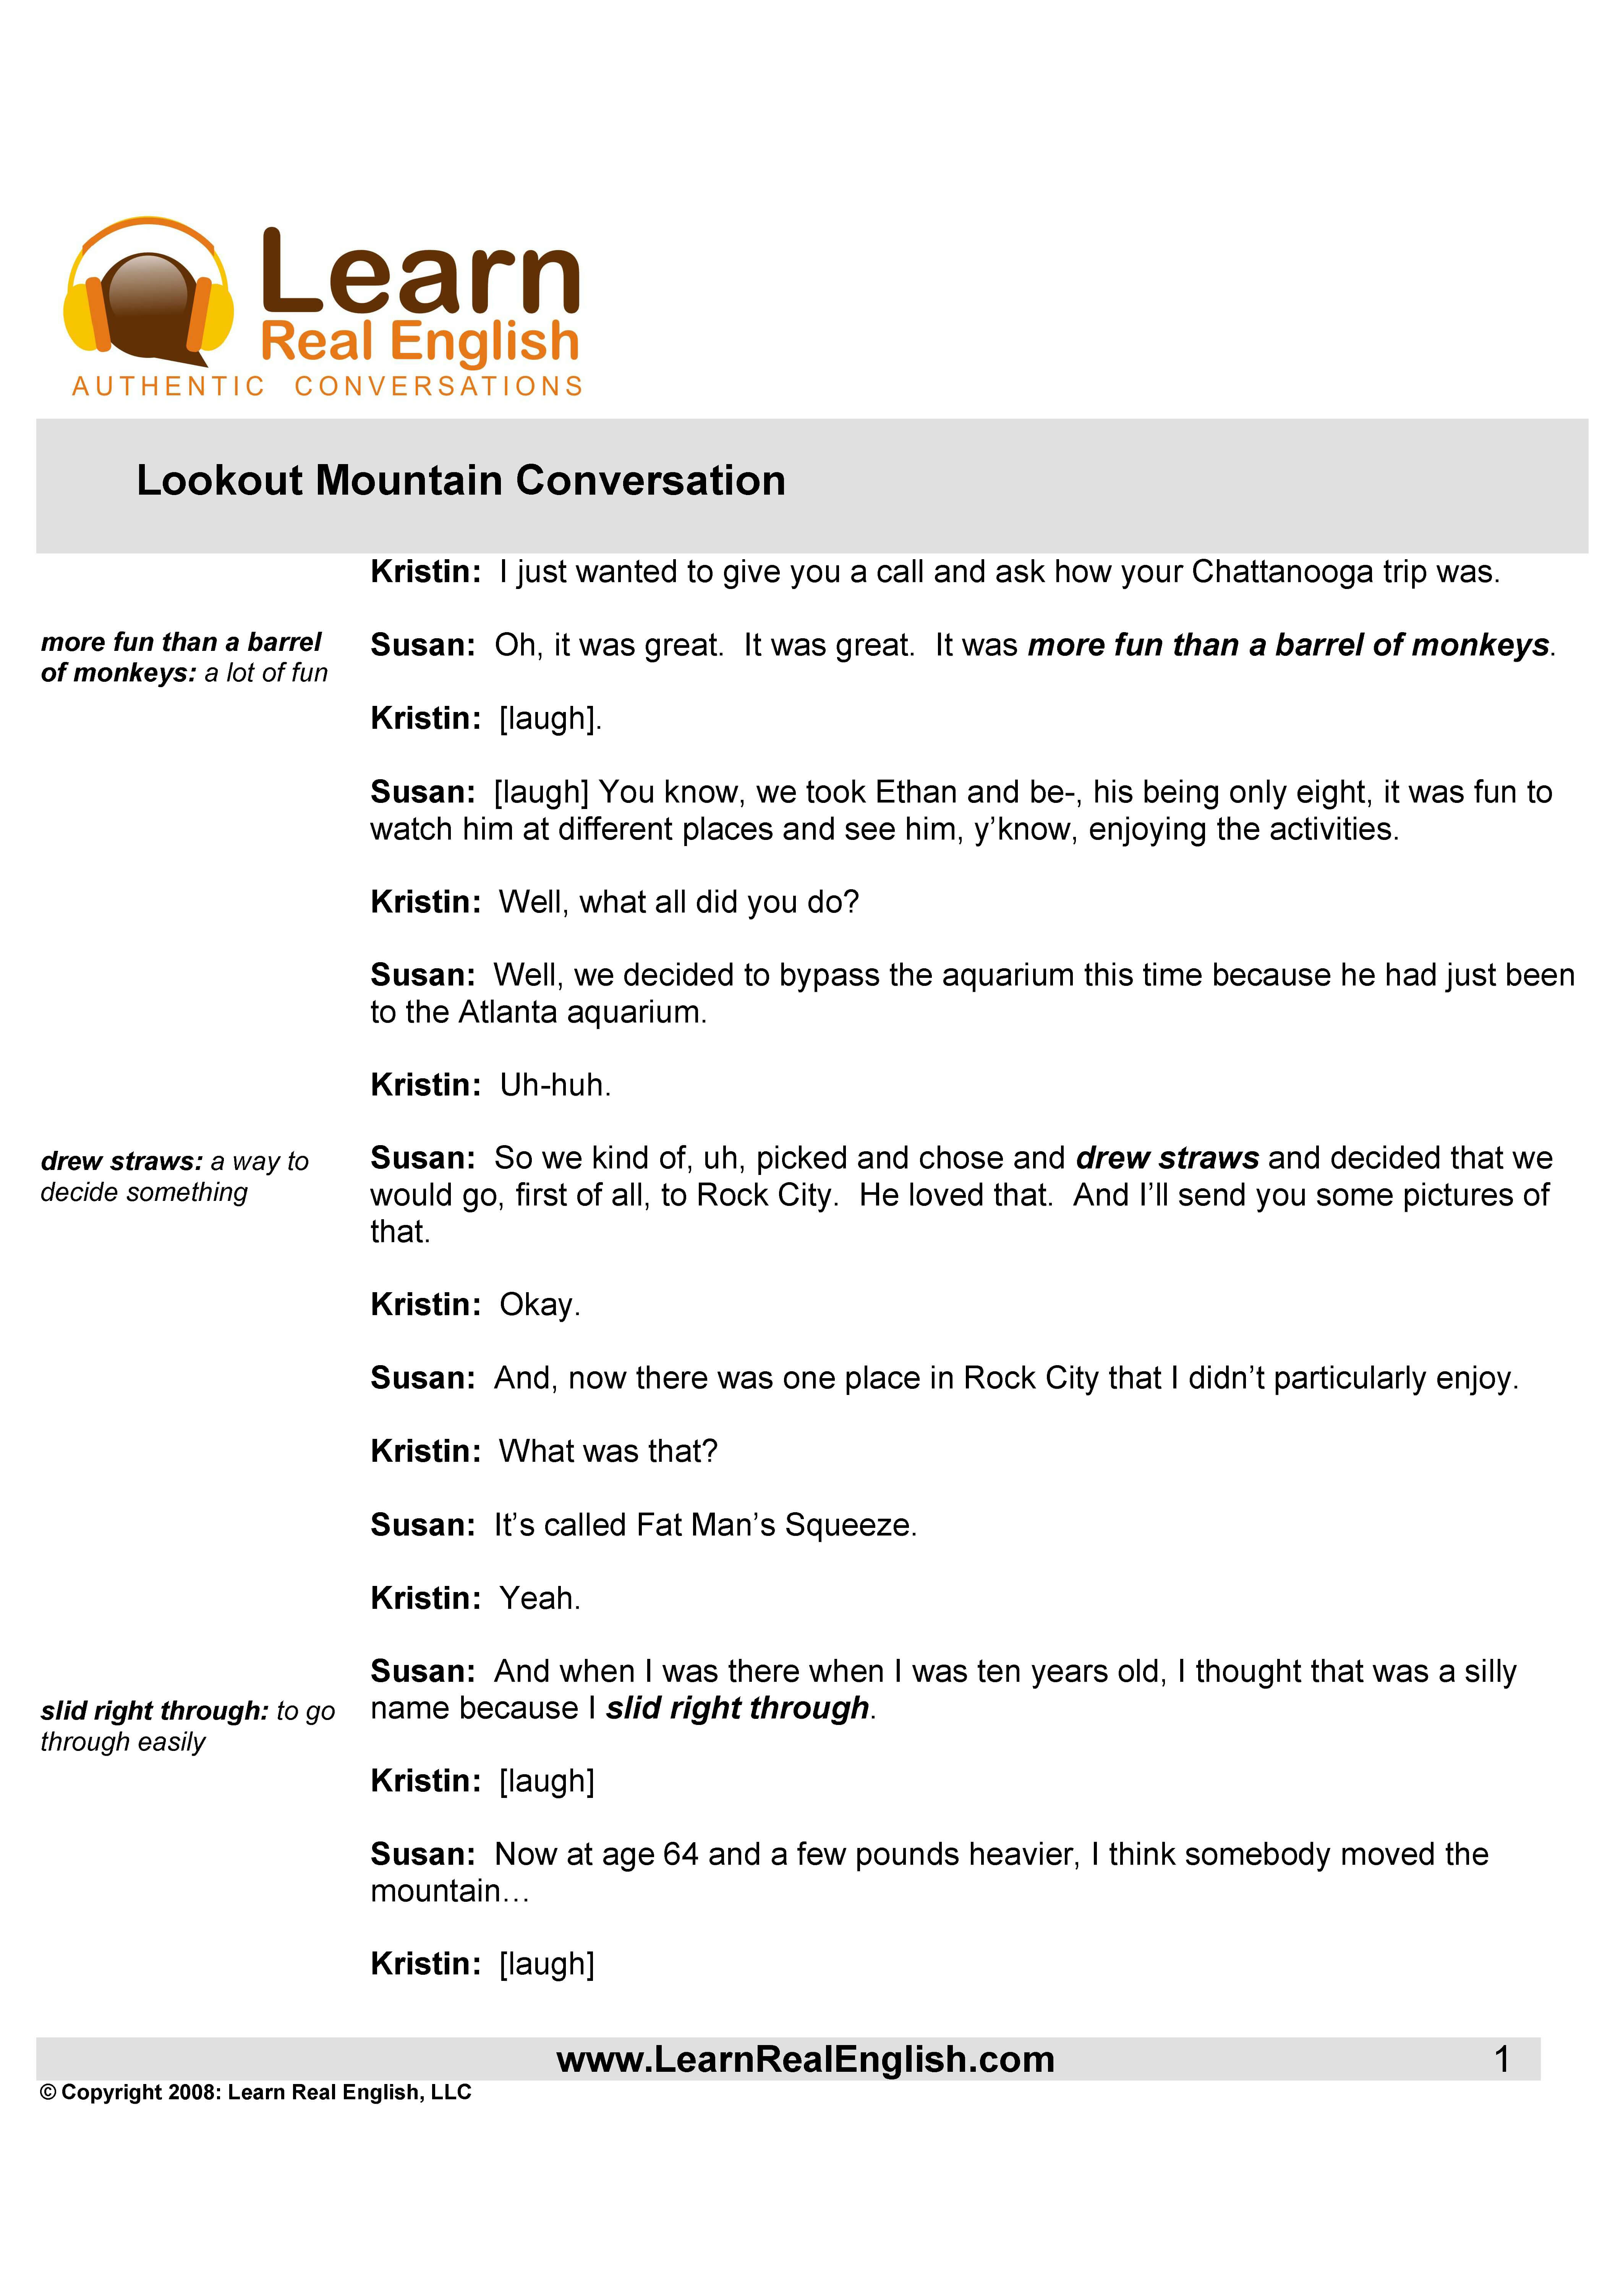 Learn
Real English
AUTHENTIC CONVERSATIONS
Lookout Mountain Conversation
Kristin: I just wanted to give you a call and ask how your Chattanooga trip was.
more fun than a barrel
of monkeys: a lot of fun
Susan: Oh, it was great. It was great. It was more fun than a barrel of monkeys.
Kristin: [laugh].
Susan: [laugh] You know, we took Ethan and be-, his being only eight, it was fun to
watch him at different places and see him, y’know, enjoying the activities.
Kristin: Well, what all did you do?
Susan: Well, we decided to bypass the aquarium this time because he had just been
to the Atlanta aquarium.
Kristin: Uh-huh.
drew straws: a way to
decide something
Susan: So we kind of, uh, picked and chose and drew straws and decided that we
would go, first of all, to Rock City. He loved that. And I’ll send you some pictures of
that.
Kristin: Okay.
Susan: And, now there was one place in Rock City that I didn’t particularly enjoy.
Kristin: What was that?
Susan: It’s called Fat Man’s Squeeze.
Kristin: Yeah.
Susan: And when I was there when I was ten years old, I thought that was a silly
name because I slid right through.
slid right through: to go
through easily
Kristin: [laugh]
Susan: Now at age 64 and a few pounds heavier, I think somebody moved the
mountain…
Kristin: [laugh]
www.LearnRealEnglish.com 1
© Copyright 2008: Learn Real English, LLC